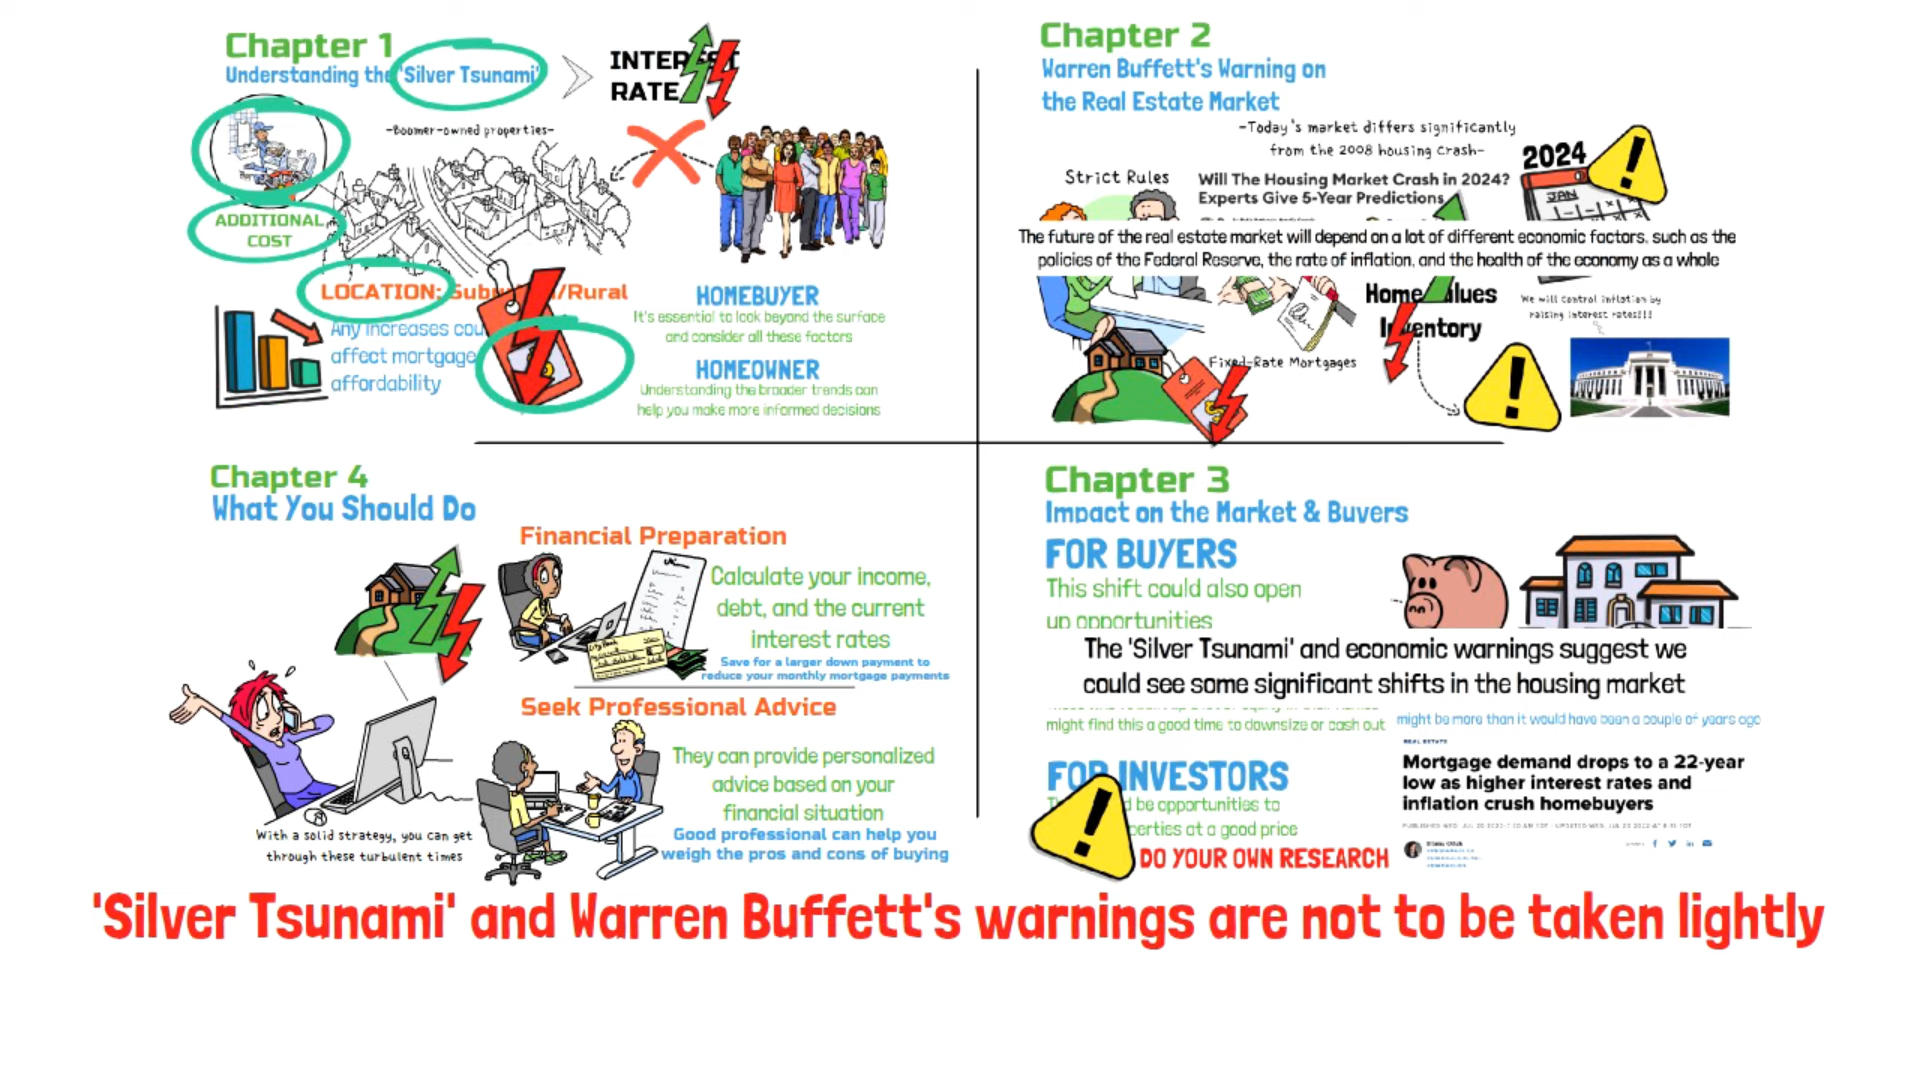 Chapter 1
Understanding the 'Silver Tsunami'
INTEREST
RATE
-Boomer-owned properties-
ADDITIONAL
COST
LOCATION: Suburban/Rural
Any increases cou
affect mortgage
affordability
HOMEBUYER
It's essential to look beyond the surface
and consider all these factors
HOMEOWNER
Understanding the broader trends can
help you make more informed decisions
Chapter 2
Warren Buffett's Warning on
the Real Estate Market
-Today's market differs significantly
from the 2008 housing crash-
Strict Rules
Will The Housing Market Crash in 2024?
Experts Give 5-Year Predictions
2024
JAN
The future of the real estate market will depend on a lot of different economic factors, such as the
policies of the Federal Reserve, the rate of inflation, and the health of the economy as a whole
Home Values
Inventory
We will control inflation by
raising interest rates!!!
Fixed-Rate Mortgages
Chapter 4
What You Should Do
Financial Preparation
Calculate your income,
debt, and the current
interest rates
Save for a larger down payment to
reduce your monthly mortgage payments
Seek Professional Advice
They can provide personalized
advice based on your
financial situation
Good professional can help you
weigh the pros and cons of buying
With a solid strategy, you can get
through these turbulent times
Chapter 3
Impact on the Market & Buyers
FOR BUYERS
This shift could also open
up opportunities
The 'Silver Tsunami' and economic warnings suggest we
could see some significant shifts in the housing market
might find this a good time to downsize or cash out
might be more than it would have been a couple of years ago
REAL ESTATE
Mortgage demand drops to a 22-year
low as higher interest rates and
inflation crush homebuyers
FOR INVESTORS
d be opportunities to
perties at a good price
DO YOUR OWN RESEARCH
'Silver Tsunami' and Warren Buffett's warnings are not to be taken lightly